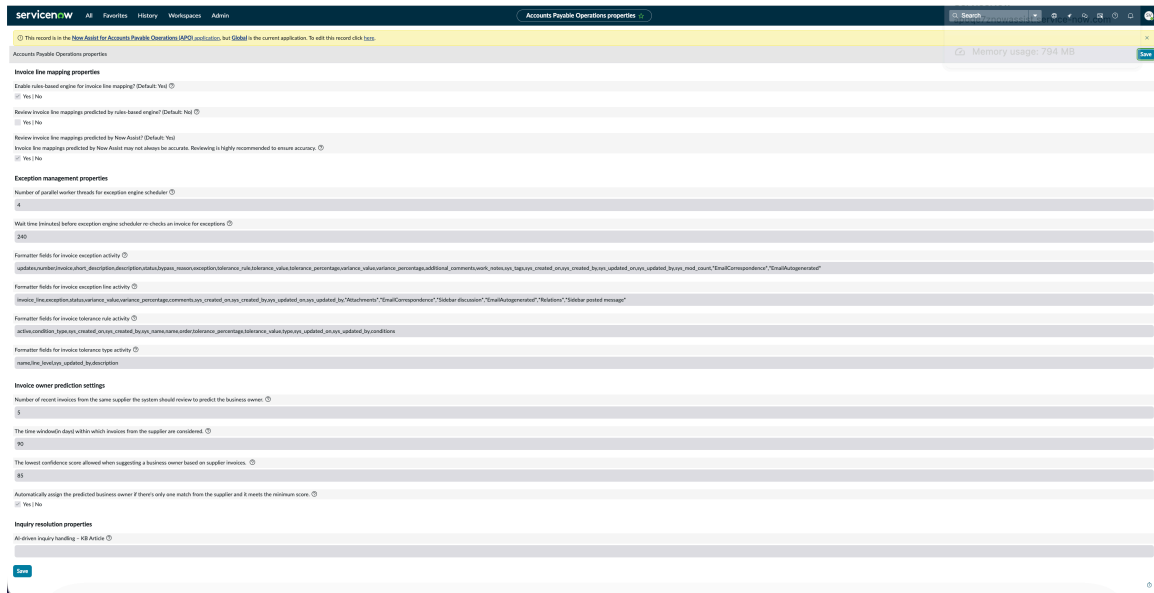 servicenow All Favorites History Workspaces Admin Accounts Payable Operations properties Search
This record is in the Now Assist for Accounts Payable Operations (APO) application, but Global is the current application. To edit this record click here.
Memory usage: 794 MB
Accounts Payable Operations properties
Save
Invoice line mapping properties
Enable rules-based engine for invoice line mapping? (Default: Yes)
Yes | No
Review invoice line mappings predicted by rules-based engine? (Default: No)
Yes | No
Review invoice line mappings predicted by Now Assist? (Default: Yes)
Invoice line mappings predicted by Now Assist may not always be accurate. Reviewing is highly recommended to ensure accuracy.
Yes | No
Exception management properties
Number of parallel worker threads for exception engine scheduler
4
Wait time (minutes) before exception engine scheduler re-checks an invoice for exceptions
240
Formatter fields for invoice exception activity
updates,number,invoice,short_description,description,status,bypass_reason,exception,tolerance_rule,tolerance_value,tolerance_percentage,variance_value,variance_percentage,additional_comments,work_notes,sys_tags,sys_created_on,sys_created_by,sys_updated_on,sys_updated_by,sys_mod_count,"EmailCorrespondence","EmailAutogenerated"
Formatter fields for invoice exception line activity
invoice_line,exception,status,variance_value,variance_percentage,comments,sys_created_on,sys_created_by,sys_updated_on,sys_updated_by,"Attachments","EmailCorrespondence","Sidebar discussion","EmailAutogenerated","Relations","Sidebar posted message"
Formatter fields for invoice tolerance rule activity
active,condition_type,sys_created_on,sys_created_by,sys_name,name,order,tolerance_percentage,tolerance_value,type,sys_updated_on,sys_updated_by,conditions
Formatter fields for invoice tolerance type activity
name,line_level,sys_updated_by,description
Invoice owner prediction settings
Number of recent invoices from the same supplier the system should review to predict the business owner.
5
The time window(in days) within which invoices from the supplier are considered.
90
The lowest confidence score allowed when suggesting a business owner based on supplier invoices.
85
Automatically assign the predicted business owner if there's only one match from the supplier and it meets the minimum score.
Yes | No
Inquiry resolution properties
AI-driven inquiry handling – KB Article
Save